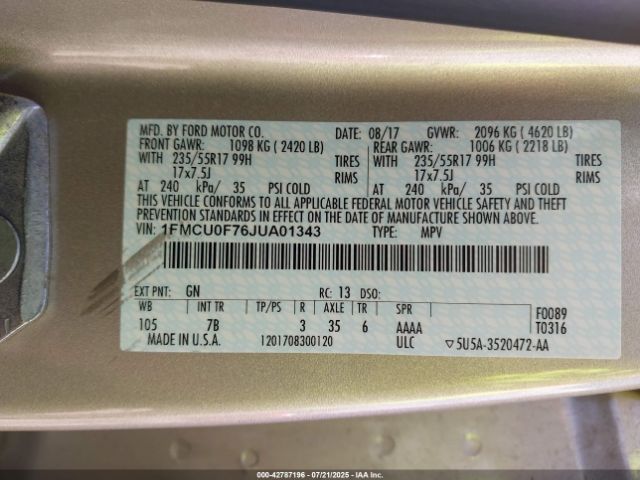 MFD. BY FORD MOTOR CO. DATE: 08/17 GVWR: 2096 KG ( 4620 LB)
FRONT GAWR: 1098 KG ( 2420 LB) REAR GAWR: 1006 KG ( 2218 LB)
WITH 235/55R17 99H TIRES WITH 235/55R17 99H TIRES
17x7.5J RIMS 17x7.5J RIMS
AT 240 kPa/ 35 PSI COLD AT 240 kPa/ 35 PSI COLD
THIS VEHICLE CONFORMS TO ALL APPLICABLE FEDERAL MOTOR VEHICLE SAFETY AND THEFT
PREVENTION STANDARDS IN EFFECT ON THE DATE OF MANUFACTURE SHOWN ABOVE.
VIN: 1FMCU0F76JUA01343 TYPE: MPV
EXT PNT: GN RC: 13 DSO:
WB INT TR TP/PS R AXLE TR SPR F0089
105 7B 3 35 6 AAAA T0316
MADE IN U.S.A. 1201708300120 ULC ▽5U5A-3520472-AA
000-42787196 - 07/21/2025 - IAA Inc.